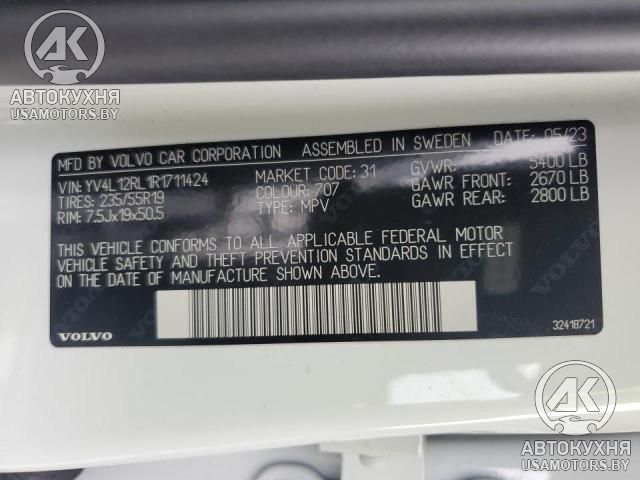 АК
АВТОКУХНЯ
USAMOTORS.BY
MFD BY VOLVO CAR CORPORATION ASSEMBLED IN SWEDEN DATE: 05/23
VIN: YV4L12RL1R1711424 MARKET CODE: 31 GVWR: 5400 LB
TIRES: 235/55R19 COLOUR: 707 GAWR FRONT: 2670 LB
RIM: 7.5Jx19x50.5 TYPE: MPV GAWR REAR: 2800 LB
THIS VEHICLE CONFORMS TO ALL APPLICABLE FEDERAL MOTOR
VEHICLE SAFETY AND THEFT PREVENTION STANDARDS IN EFFECT
ON THE DATE OF MANUFACTURE SHOWN ABOVE.
VOLVO 32418721
АК
АВТОКУХНЯ
USAMOTORS.BY